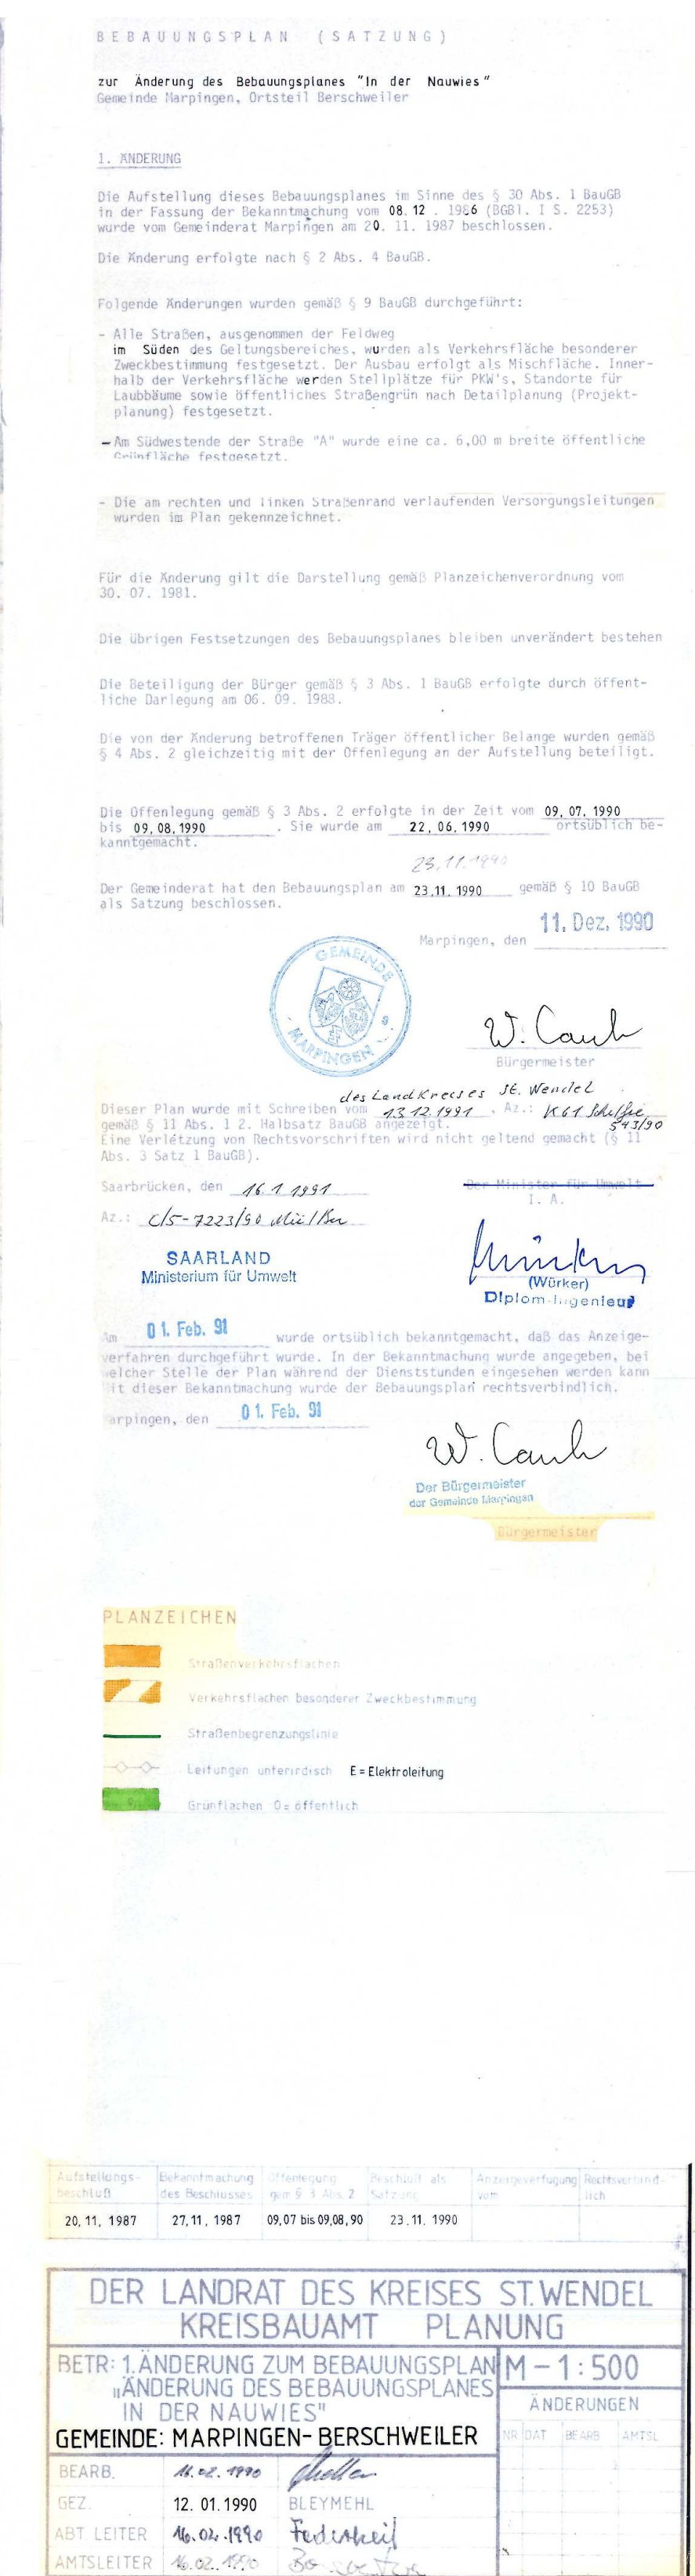 BEBAUUNGSPLAN (SATZUNG)
zur Änderung des Bebauungsplanes "In der Nauwies"
Gemeinde Marpingen, Ortsteil Berschweiler
1. ÄNDERUNG
Die Aufstellung dieses Bebauungsplanes im Sinne des § 30 Abs. 1 BauGB
in der Fassung der Bekanntmachung vom 08.12 . 1986 (BGBl. I S. 2253)
wurde vom Gemeinderat Marpingen am 20. 11. 1987 beschlossen.
Die Änderung erfolgte nach § 2 Abs. 4 BauGB.
Folgende Änderungen wurden gemäß § 9 BauGB durchgeführt:
- Alle Straßen, ausgenommen der Feldweg
im Süden des Geltungsbereiches, wurden als Verkehrsfläche besonderer
Zweckbestimmung festgesetzt. Der Ausbau erfolgt als Mischfläche. Inner-
halb der Verkehrsfläche werden Stellplätze für PKW's, Standorte für
Laubbäume sowie öffentliches Straßengrün nach Detailplanung (Projekt-
planung) festgesetzt.
- Am Südwestende der Straße "A" wurde eine ca. 6,00 m breite öffentliche
Grünfläche festgesetzt.
- Die am rechten und linken Straßenrand verlaufenden Versorgungsleitungen
wurden im Plan gekennzeichnet.
Für die Änderung gilt die Darstellung gemäß Planzeichenverordnung vom
30. 07. 1981.
Die übrigen Festsetzungen des Bebauungsplanes bleiben unverändert bestehen
Die Beteiligung der Bürger gemäß § 3 Abs. 1 BauGB erfolgte durch öffent-
liche Darlegung am 06. 09. 1988.
Die von der Änderung betroffenen Träger öffentlicher Belange wurden gemäß
§ 4 Abs. 2 gleichzeitig mit der Offenlegung an der Aufstellung beteiligt.
Die Offenlegung gemäß § 3 Abs. 2 erfolgte in der Zeit vom 09.07.1990
bis 09.08.1990 . Sie wurde am 22.06.1990 ortsüblich be-
kanntgemacht.
23.11.1990
Der Gemeinderat hat den Bebauungsplan am 23.11.1990 gemäß § 10 BauGB
als Satzung beschlossen.
11. Dez. 1990
Marpingen, den
GEMEINDE
MARPINGEN
W. Caub
Bürgermeister
des Landkreises St. Wendel
Dieser Plan wurde mit Schreiben vom 13.12.1991 . Az.: K61
543/90
gemäß § 11 Abs. 1 2. Halbsatz BauGB angezeigt.
Eine Verletzung von Rechtsvorschriften wird nicht geltend gemacht (§ 11
Abs. 3 Satz 1 BauGB).
Saarbrücken, den 16.1.1991
Der Minister für Umwelt
I. A.
Az.: C/5-7223/90
SAARLAND
Ministerium für Umwelt
(Würker)
Diplom-Ingenieur
Am 01. Feb. 91 wurde ortsüblich bekanntgemacht, daß das Anzeige-
verfahren durchgeführt wurde. In der Bekanntmachung wurde angegeben, bei
welcher Stelle der Plan während der Dienststunden eingesehen werden kann
it dieser Bekanntmachung wurde der Bebauungsplan rechtsverbindlich.
arpingen, den 01. Feb. 91
W. Caub
Der Bürgermeister
der Gemeinde Marpingen
Bürgermeister
PLANZEICHEN
Straßenverkehrsflächen
Verkehrsflächen besonderer Zweckbestimmung
Straßenbegrenzungslinie
Leitungen unterirdisch E = Elektroleitung
Grünflächen Ö = öffentlich
Aufstellungs- Bekanntmachung Offenlegung Beschluß als Anzeigeverfügung Rechtsverbind-
beschluß des Beschlusses gem § 3 Abs. 2 Satzung vom lich
20.11.1987 27.11.1987 09.07 bis 09.08.90 23.11.1990
DER LANDRAT DES KREISES ST. WENDEL
KREISBAUAMT PLANUNG
BETR: 1. ÄNDERUNG ZUM BEBAUUNGSPLAN M - 1:500
„ÄNDERUNG DES BEBAUUNGSPLANES
IN DER NAUWIES"
ÄNDERUNGEN
GEMEINDE: MARPINGEN-BERSCHWEILER
NR DAT BEARB AMTSL
BEARB. 16.02.1990
GEZ. 12. 01.1990 BLEYMEHL
ABT LEITER 16.02.1990 Federkeil
AMTSLEITER 16.02.1990